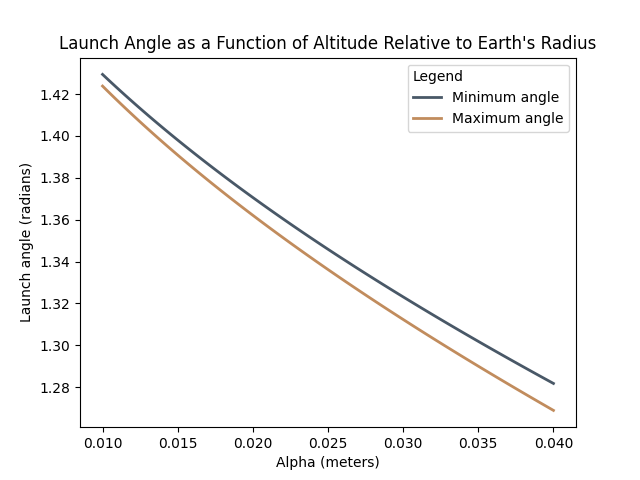 Launch Angle as a Function of Altitude Relative to Earth's Radius
Legend
Minimum angle
Maximum angle
Launch angle (radians)
1.42
1.40
1.38
1.36
1.34
1.32
1.30
1.28
0.010 0.015 0.020 0.025 0.030 0.035 0.040
Alpha (meters)